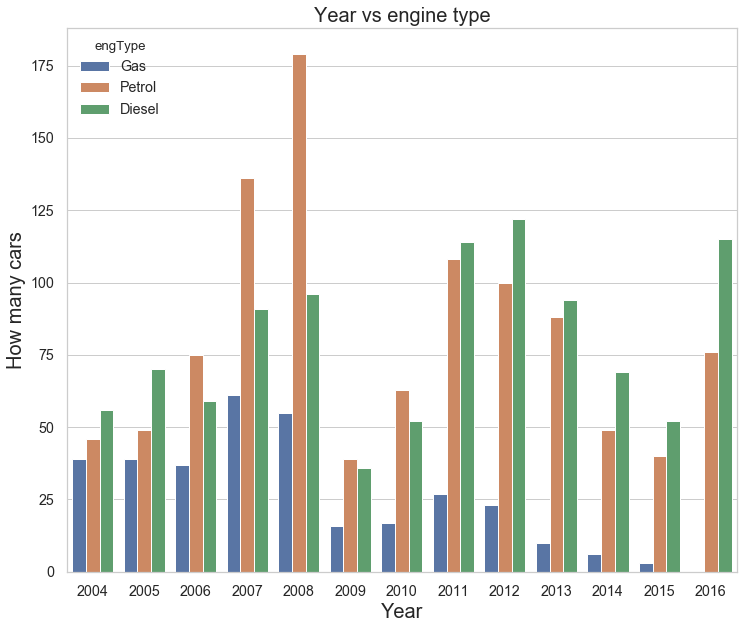 Year vs engine type
engType
Gas
Petrol
Diesel
How many cars
175
150
125
100
75
50
25
0
2004 2005 2006 2007 2008 2009 2010 2011 2012 2013 2014 2015 2016
Year